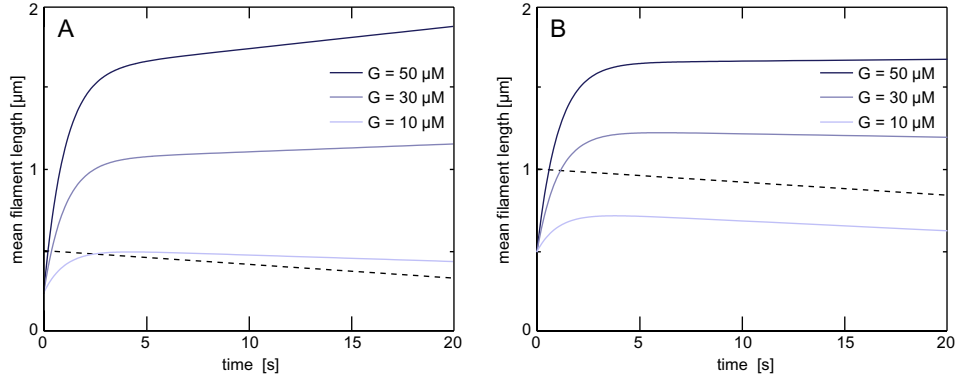 A
B
2
1
0
mean filament length [µm]
G = 50 µM
G = 30 µM
G = 10 µM
0
5
10
15
20
time [s]
2
1
0
mean filament length [µm]
G = 50 µM
G = 30 µM
G = 10 µM
0
5
10
15
20
time [s]